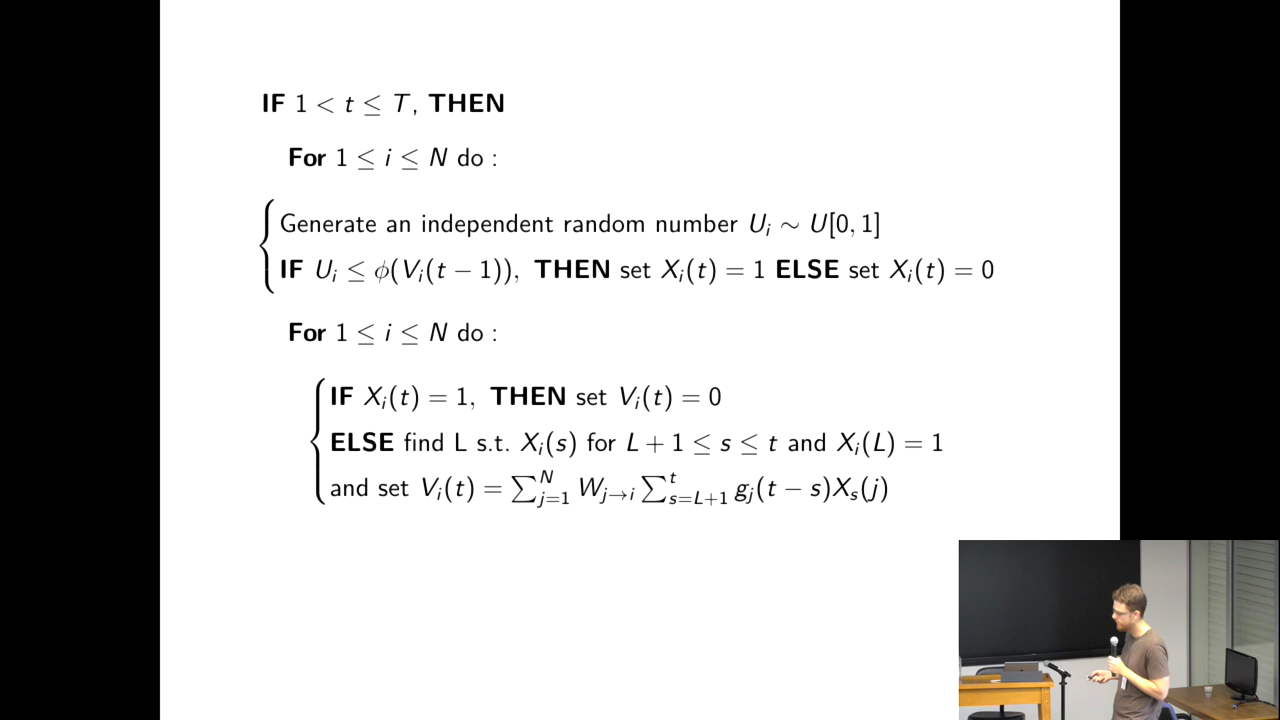 IF 1 < t ≤ T, THEN
For 1 ≤ i ≤ N do :
Generate an independent random number U_i ∼ U[0, 1]
IF U_i ≤ ϕ(V_i(t − 1)), THEN set X_i(t) = 1 ELSE set X_i(t) = 0
For 1 ≤ i ≤ N do :
IF X_i(t) = 1, THEN set V_i(t) = 0
ELSE find L s.t. X_i(s) for L + 1 ≤ s ≤ t and X_i(L) = 1
and set V_i(t) = ∑_{j=1}^{N} W_{j→i} ∑_{s=L+1}^{t} g_j(t − s)X_s(j)